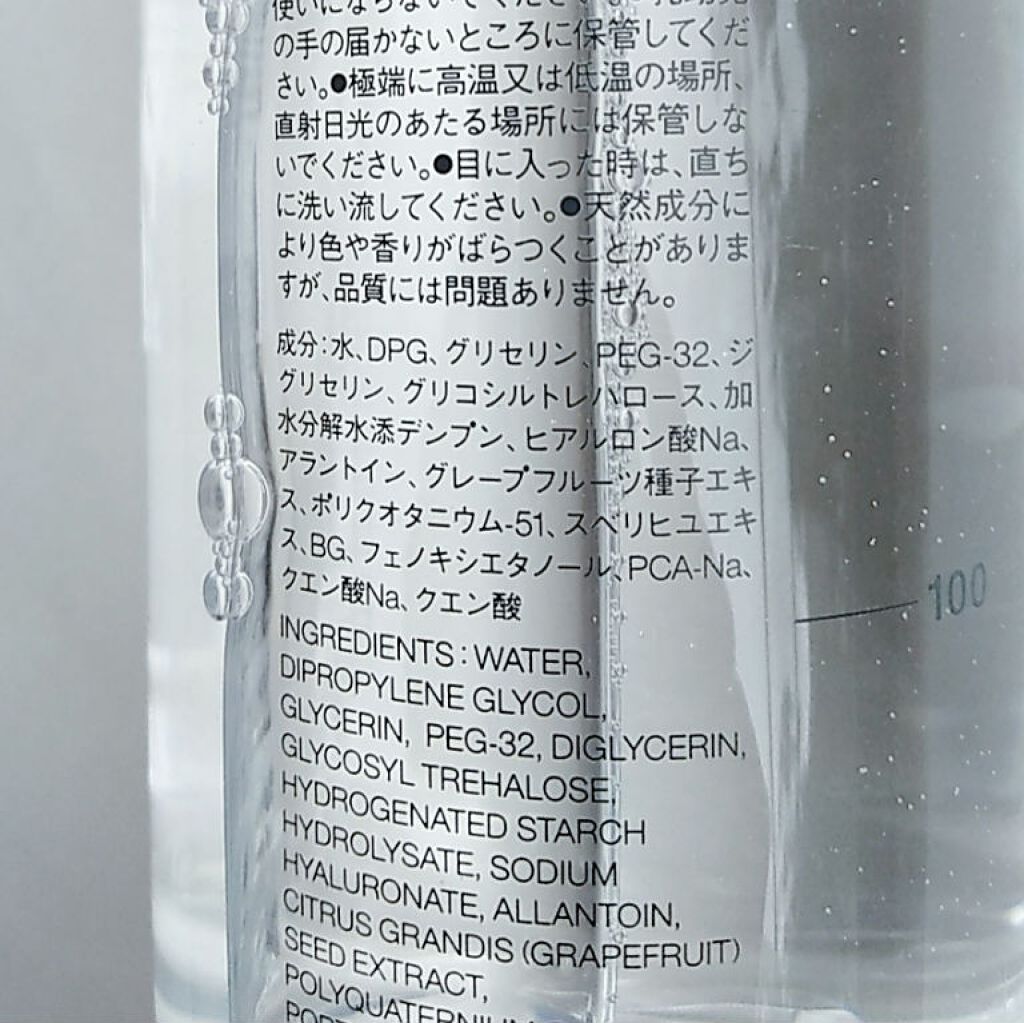 使いにならないでください。
の手の届かないところに保管してくだ
さい。●極端に高温又は低温の場所、
直射日光のあたる場所には保管しな
いでください。●目に入った時は、直ち
に洗い流してください。●天然成分に
より色や香りがばらつくことがありま
すが、品質には問題ありません。
成分：水、DPG、グリセリン、PEG-32、ジ
グリセリン、グリコシルトレハロース、加
水分解水添デンプン、ヒアルロン酸Na、
アラントイン、グレープフルーツ種子エキ
ス、ポリクオタニウム-51、スベリヒユエキ
ス、BG、フェノキシエタノール、PCA-Na、
クエン酸Na、クエン酸
INGREDIENTS：WATER,
DIPROPYLENE GLYCOL,
GLYCERIN, PEG-32, DIGLYCERIN,
GLYCOSYL TREHALOSE,
HYDROGENATED STARCH
HYDROLYSATE, SODIUM
HYALURONATE, ALLANTOIN,
CITRUS GRANDIS (GRAPEFRUIT)
SEED EXTRACT,
POLYQUATERNIUM
100